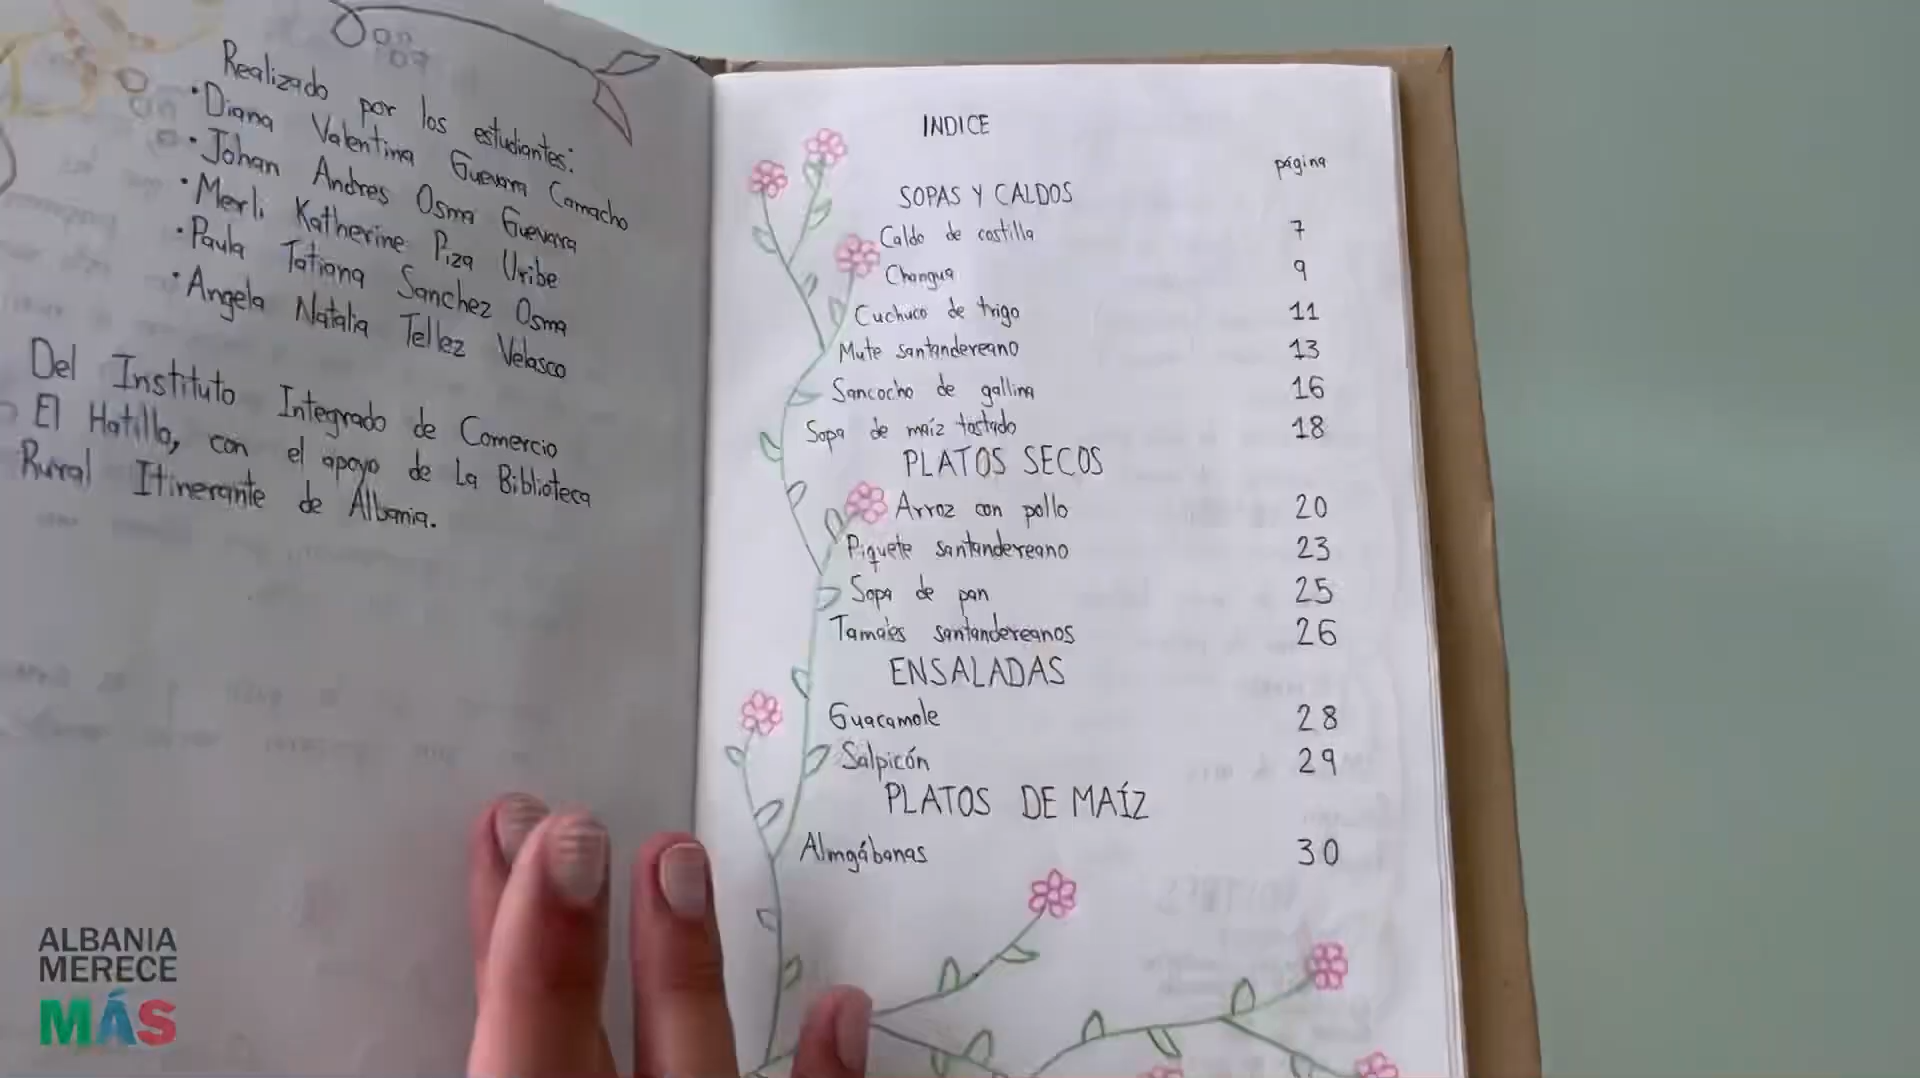 Realizado por los estudiantes:
• Diana Valentina Guevara Camacho
• Johan Andres Osma Guevara
• Merli Katherine Piza Uribe
• Paula Tatiana Sanchez Osma
• Angela Natalia Tellez Velasco
Del Instituto Integrado de Comercio
El Hatillo, con el apoyo de La Biblioteca
Rural Itinerante de Albania.
INDICE
página
SOPAS Y CALDOS
Caldo de costilla 7
Changua 9
Cuchuco de trigo 11
Mute santandereano 13
Sancocho de gallina 16
Sopa de maíz tostado 18
PLATOS SECOS
Arroz con pollo 20
Piquete santandereano 23
Sopa de pan 25
Tamales santandereanos 26
ENSALADAS
Guacamole 28
Salpicón 29
PLATOS DE MAÍZ
Almgábanas 30
ALBANIA
MERECE
MÁS